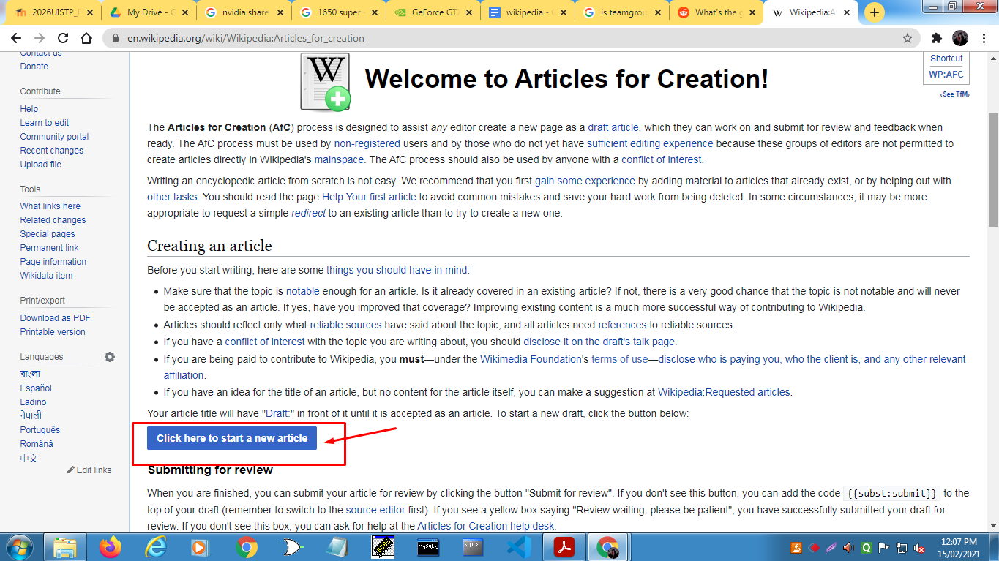 2026UISTP_F
My Drive - G
nvidia share
1650 super -
GeForce GTX
wikipedia - G
is teamgrou
What's the g
Wikipedia:A
en.wikipedia.org/wiki/Wikipedia:Articles_for_creation
Contact us
Donate
Contribute
Help
Learn to edit
Community portal
Recent changes
Upload file
Tools
What links here
Related changes
Special pages
Permanent link
Page information
Wikidata item
Print/export
Download as PDF
Printable version
Languages
বাংলা
Español
Ladino
नेपाली
Português
Română
中文
Edit links
W
Welcome to Articles for Creation!
Shortcut
WP:AFC
‹See TfM›
The Articles for Creation (AfC) process is designed to assist any editor create a new page as a draft article, which they can work on and submit for review and feedback when
ready. The AfC process must be used by non-registered users and by those who do not yet have sufficient editing experience because these groups of editors are not permitted to
create articles directly in Wikipedia's mainspace. The AfC process should also be used by anyone with a conflict of interest.
Writing an encyclopedic article from scratch is not easy. We recommend that you first gain some experience by adding material to articles that already exist, or by helping out with
other tasks. You should read the page Help:Your first article to avoid common mistakes and save your hard work from being deleted. In some circumstances, it may be more
appropriate to request a simple redirect to an existing article than to try to create a new one.
Creating an article
Before you start writing, here are some things you should have in mind:
Make sure that the topic is notable enough for an article. Is it already covered in an existing article? If not, there is a very good chance that the topic is not notable and will never
be accepted as an article. If yes, have you improved that coverage? Improving existing content is a much more successful way of contributing to Wikipedia.
Articles should reflect only what reliable sources have said about the topic, and all articles need references to reliable sources.
If you have a conflict of interest with the topic you are writing about, you should disclose it on the draft's talk page.
If you are being paid to contribute to Wikipedia, you must—under the Wikimedia Foundation's terms of use—disclose who is paying you, who the client is, and any other relevant
affiliation.
If you have an idea for the title of an article, but no content for the article itself, you can make a suggestion at Wikipedia:Requested articles.
Your article title will have "Draft:" in front of it until it is accepted as an article. To start a new draft, click the button below:
Click here to start a new article
Submitting for review
When you are finished, you can submit your article for review by clicking the button "Submit for review". If you don't see this button, you can add the code {{subst:submit}} to the
top of your draft (remember to switch to the source editor first). If you see a yellow box saying "Review waiting, please be patient", you have successfully submitted your draft for
review. If you don't see this box, you can ask for help at the Articles for Creation help desk.
MySQL>
SQL>
12:07 PM
15/02/2021